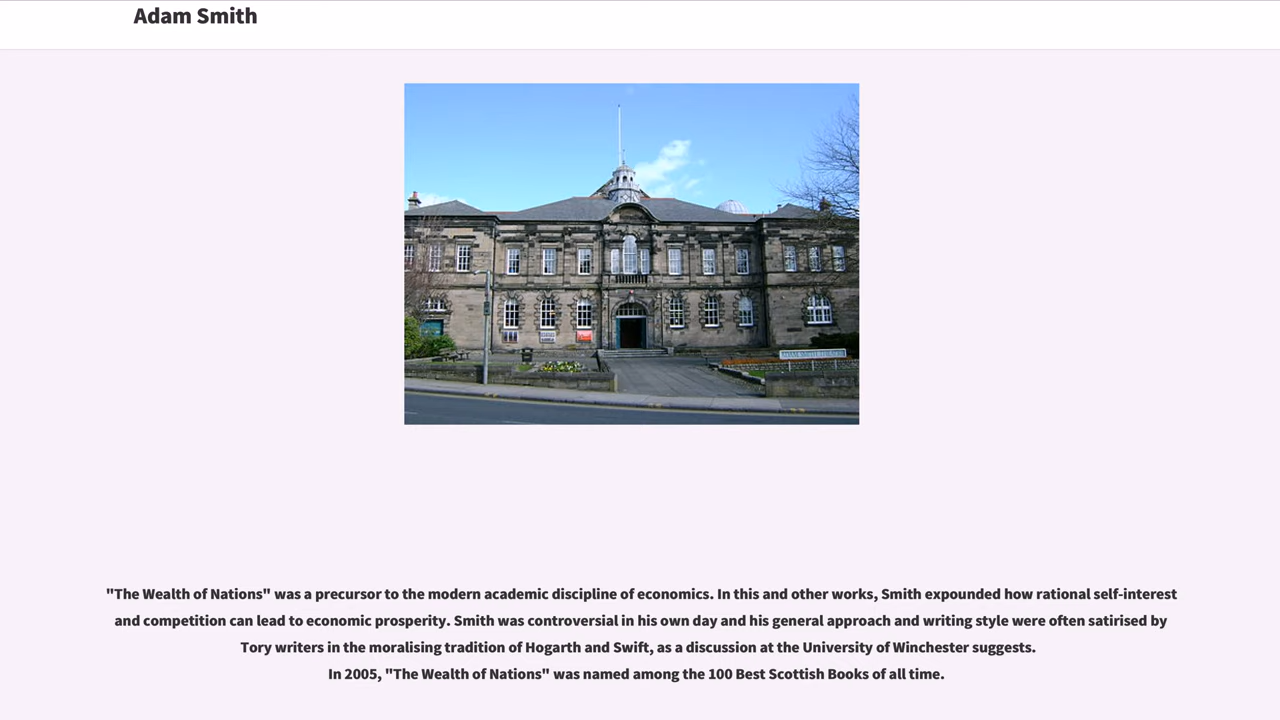 Adam Smith
ADAM SMITH THEATRE
"The Wealth of Nations" was a precursor to the modern academic discipline of economics. In this and other works, Smith expounded how rational self-interest
and competition can lead to economic prosperity. Smith was controversial in his own day and his general approach and writing style were often satirised by
Tory writers in the moralising tradition of Hogarth and Swift, as a discussion at the University of Winchester suggests.
In 2005, "The Wealth of Nations" was named among the 100 Best Scottish Books of all time.